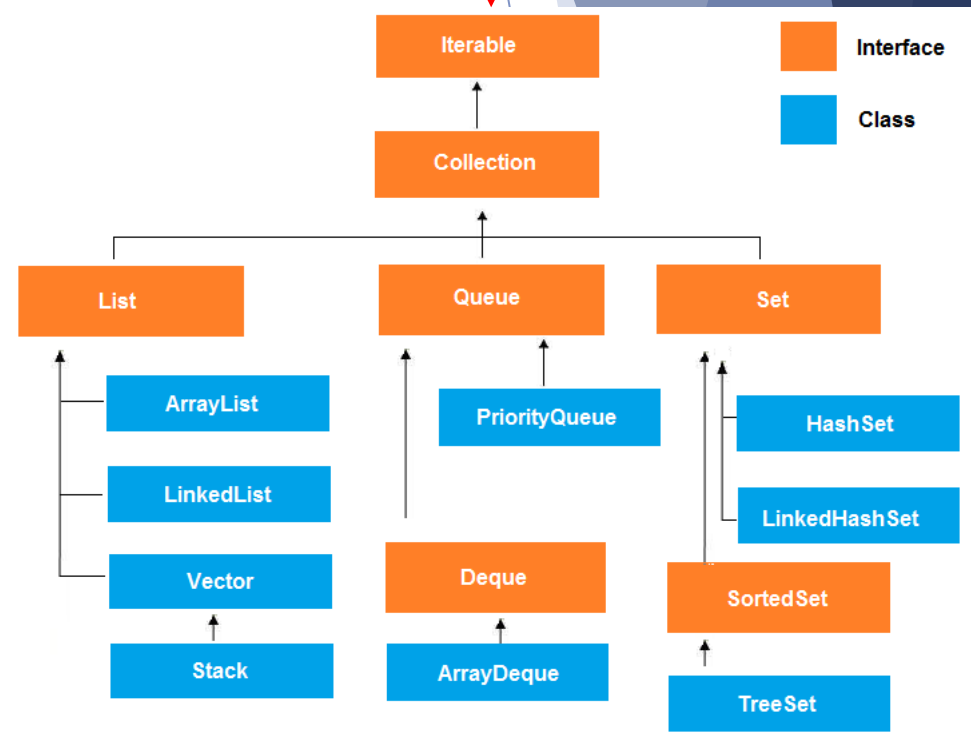 Iterable
Interface
Collection
Class
List
Queue
Set
ArrayList
PriorityQueue
HashSet
LinkedList
LinkedHashSet
Vector
Deque
SortedSet
Stack
ArrayDeque
TreeSet